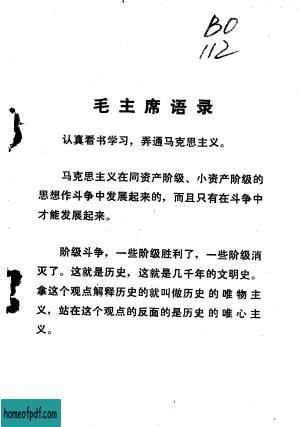 BO
112
毛主席语录
认真看书学习，弄通马克思主义。
马克思主义在同资产阶级、小资产阶级的
思想作斗争中发展起来的，而且只有在斗争中
才能发展起来。
阶级斗争，一些阶级胜利了，一些阶级消
灭了。这就是历史，这就是几千年的文明史。
拿这个观点解释历史的就叫做历史的唯物主
义，站在这个观点的反面的是历史的唯心主
义。
homeofpdf.com